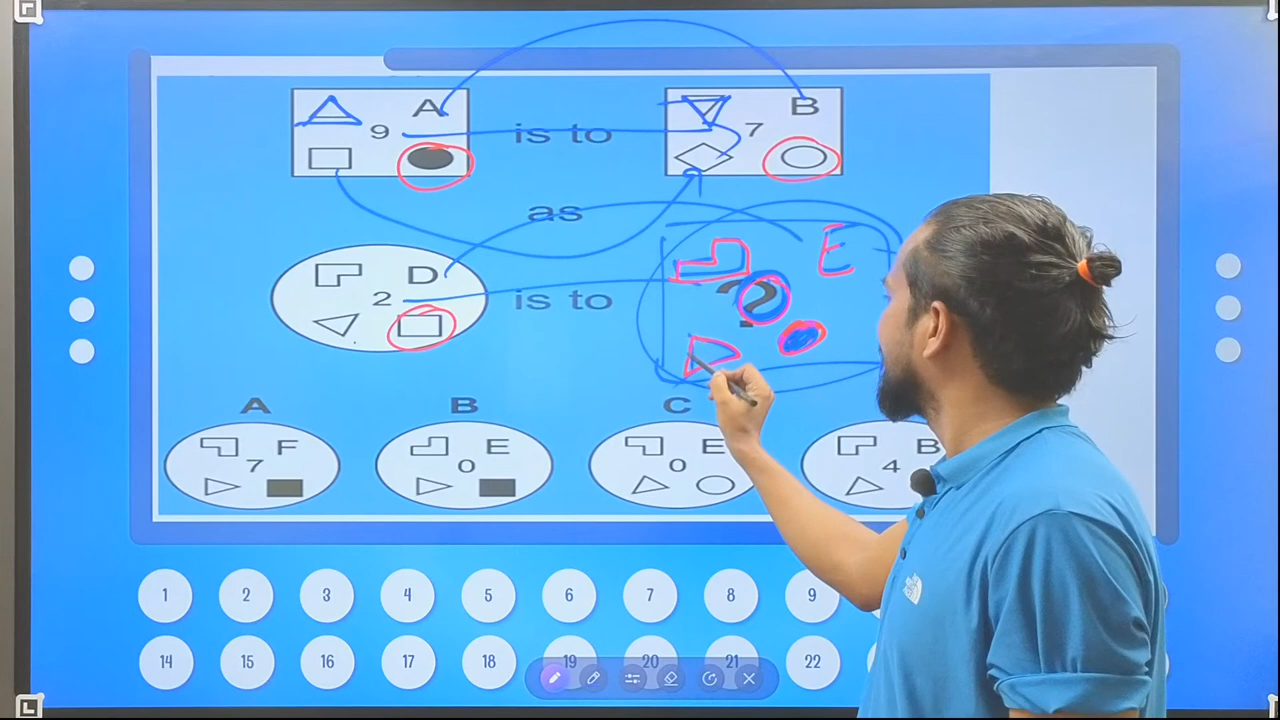 A B
9 is to 7
as
E
D
2 is to ?
A B C
F E E B
7 0 0 4
1 2 3 4 5 6 7 8 9
14 15 16 17 18 19 20 21 22